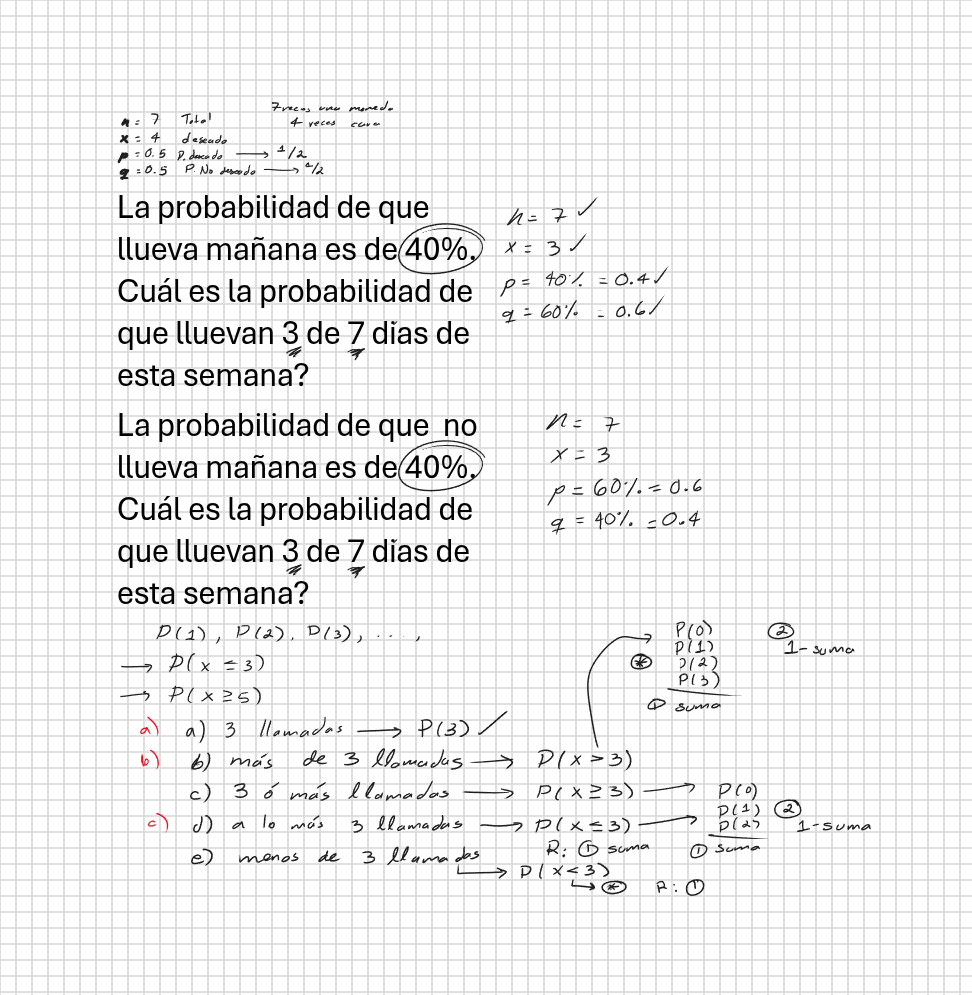 7 veces una moneda
4 veces cara
n = 7 Total
x = 4 deseado
p = 0.5 P. deseado → 1/2
q = 0.5 P. No deseado → 1/2
La probabilidad de que
llueva mañana es de 40%.
Cuál es la probabilidad de
que lluevan 3 de 7 días de
esta semana?
n = 7 ✓
x = 3 ✓
p = 40% = 0.4 ✓
q = 60% = 0.6 ✓
La probabilidad de que no
llueva mañana es de 40%.
Cuál es la probabilidad de
que lluevan 3 de 7 días de
esta semana?
n = 7
x = 3
p = 60% = 0.6
q = 40% = 0.4
P(1), P(2), P(3), ....,
→ P(x ≤ 3)
→ P(x ≥ 5)
P(0)
P(1)
* P(2)
P(3)
① suma
② 1 - suma
a) a) 3 llamadas → P(3) ✓
b) b) más de 3 llamadas → P(x > 3)
c) 3 ó más llamadas → P(x ≥ 3) → P(0)
P(1)
P(2)
① suma
② 1 - suma
c) d) a lo más 3 llamadas → P(x ≤ 3)
R: ① suma
e) menos de 3 llamadas
→ P(x < 3)
→ * R: ①